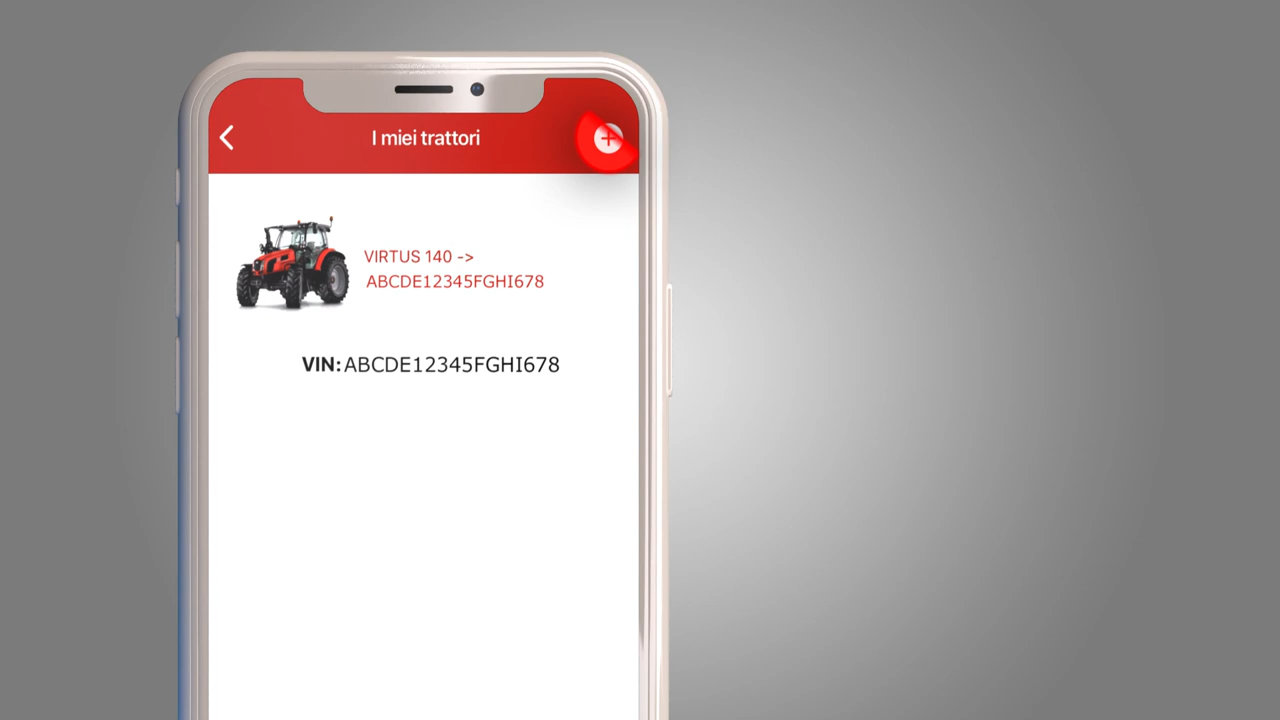 I miei trattori
VIRTUS 140 ->
ABCDE12345FGHI678
VIN: ABCDE12345FGHI678